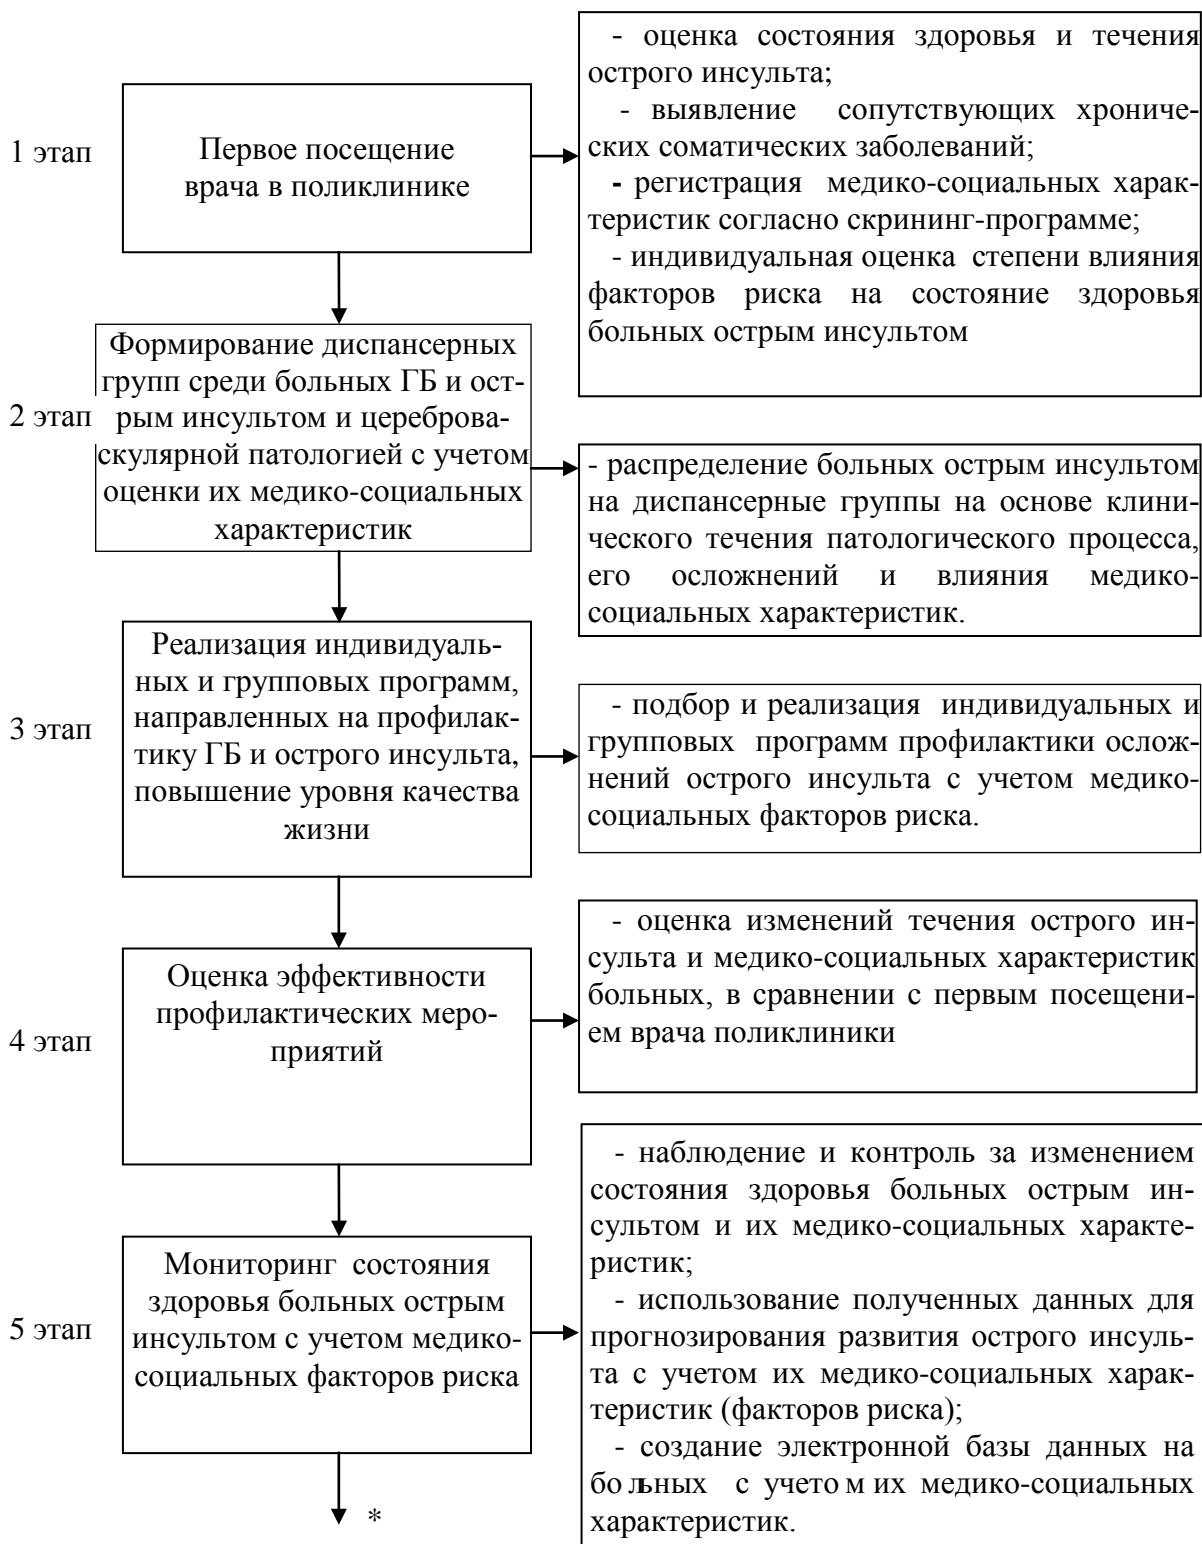 1 этап
Первое посещение
врача в поликлинике
- оценка состояния здоровья и течения
острого инсульта;
- выявление сопутствующих хрониче-
ских соматических заболеваний;
- регистрация медико-социальных харак-
теристик согласно скрининг-программе;
- индивидуальная оценка степени влияния
факторов риска на состояние здоровья
больных острым инсультом
2 этап
Формирование диспансерных
групп среди больных ГБ и ост-
рым инсультом и цереброва-
скулярной патологией с учетом
оценки их медико-социальных
характеристик
- распределение больных острым инсультом
на диспансерные группы на основе клини-
ческого течения патологического процесса,
его осложнений и влияния медико-
социальных характеристик.
3 этап
Реализация индивидуаль-
ных и групповых программ,
направленных на профилак-
тику ГБ и острого инсульта,
повышение уровня качества
жизни
- подбор и реализация индивидуальных и
групповых программ профилактики ослож-
нений острого инсульта с учетом медико-
социальных факторов риска.
4 этап
Оценка эффективности
профилактических меро-
приятий
- оценка изменений течения острого ин-
сульта и медико-социальных характеристик
больных, в сравнении с первым посещени-
ем врача поликлиники
5 этап
Мониторинг состояния
здоровья больных острым
инсультом с учетом медико-
социальных факторов риска
- наблюдение и контроль за изменением
состояния здоровья больных острым ин-
сультом и их медико-социальных характе-
ристик;
- использование полученных данных для
прогнозирования развития острого инсуль-
та с учетом их медико-социальных харак-
теристик (факторов риска);
- создание электронной базы данных на
больных с учетом их медико-социальных
характеристик.
*